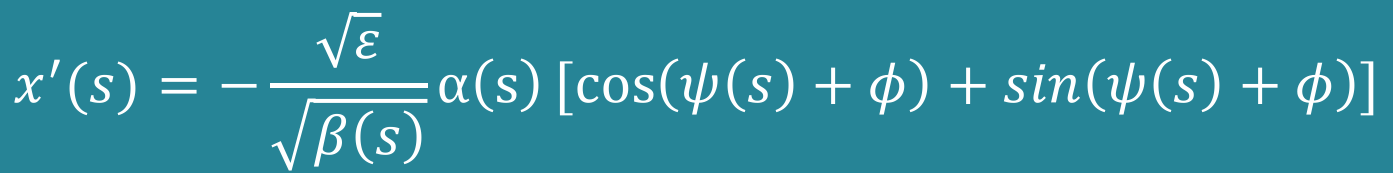 x′(s) = −(√ε/√β(s)) α(s) [cos(ψ(s) + ϕ) + sin(ψ(s) + ϕ)]